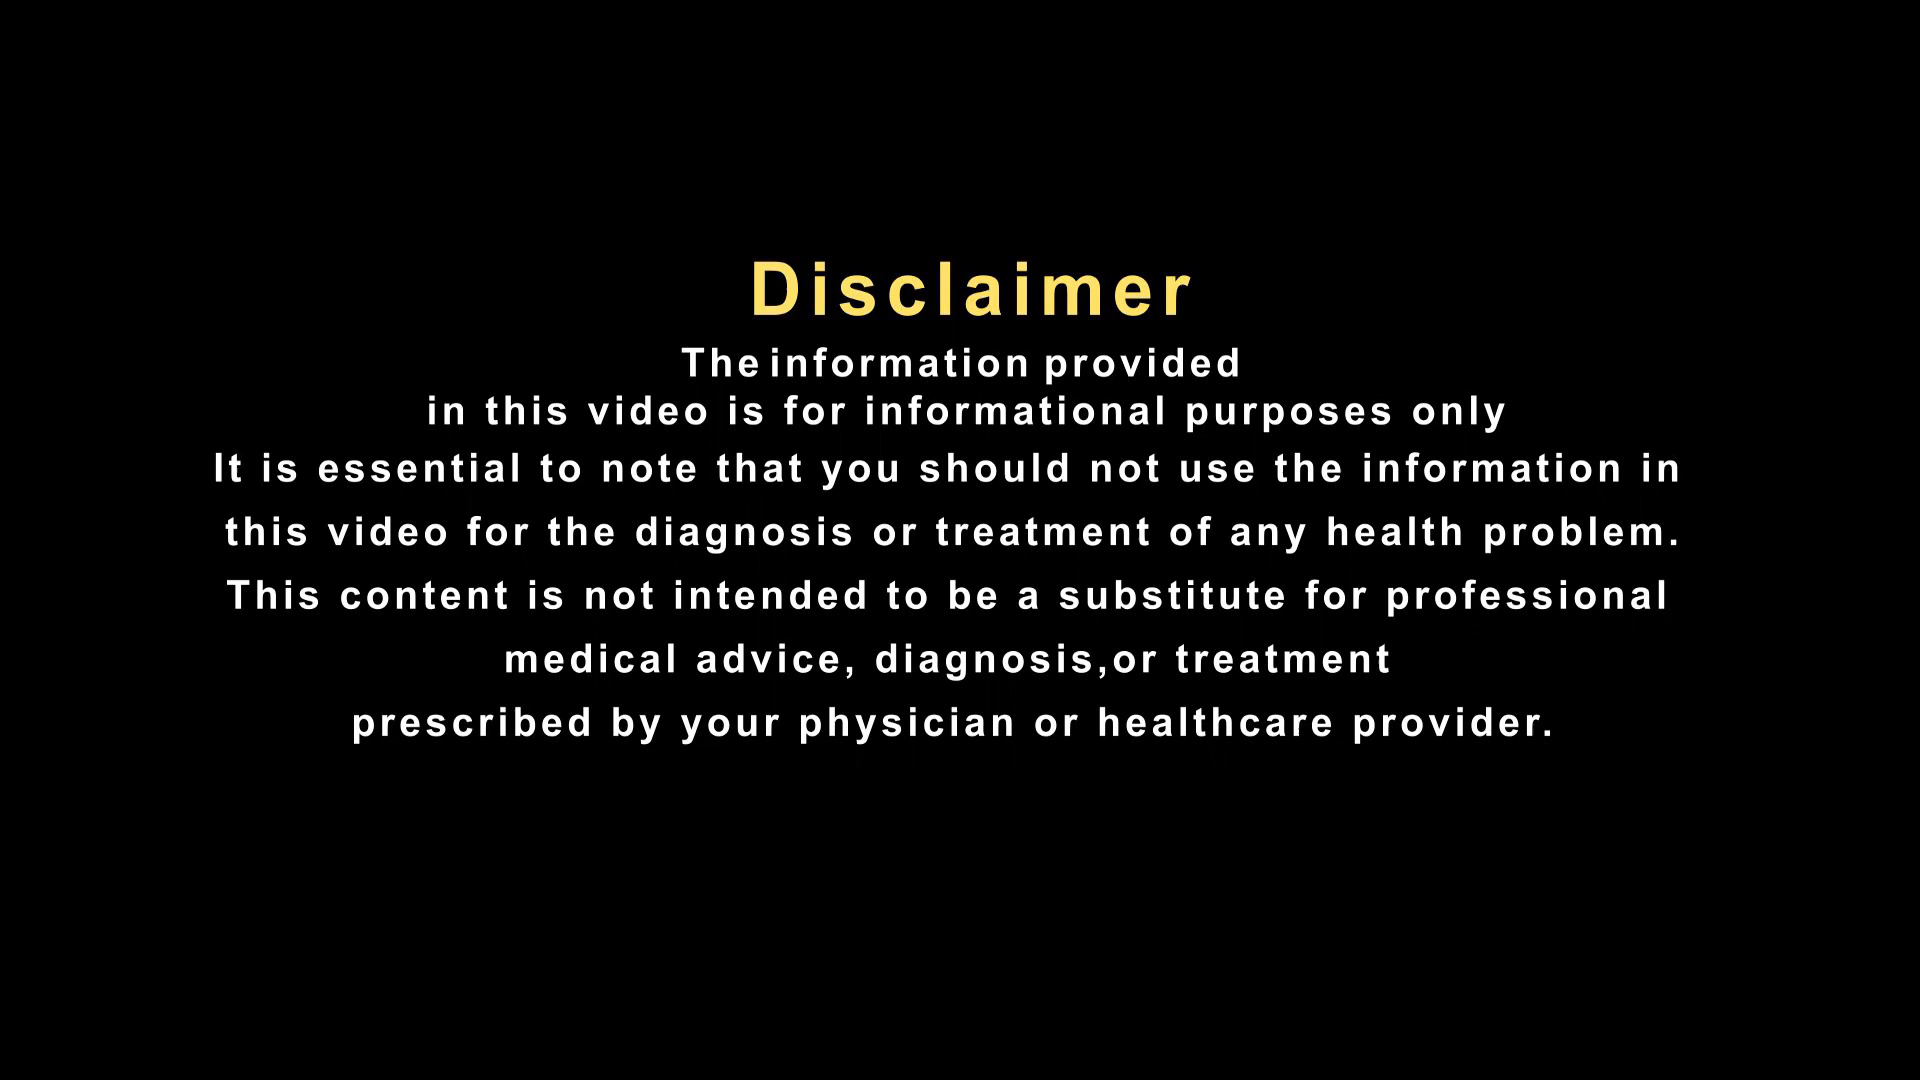 Disclaimer
The information provided
in this video is for informational purposes only
It is essential to note that you should not use the information in
this video for the diagnosis or treatment of any health problem.
This content is not intended to be a substitute for professional
medical advice, diagnosis,or treatment
prescribed by your physician or healthcare provider.